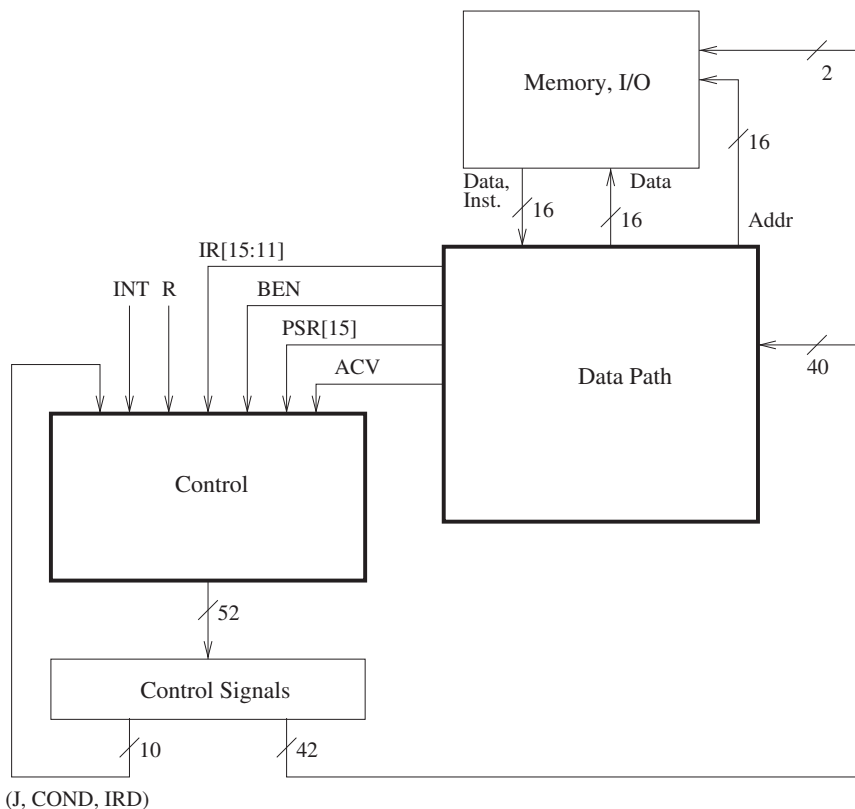 Memory, I/O
2
16
Data,
Inst.
16
Data
16
Addr
IR[15:11]
INT R
BEN
PSR[15]
ACV
Data Path
40
Control
52
Control Signals
10
42
(J, COND, IRD)